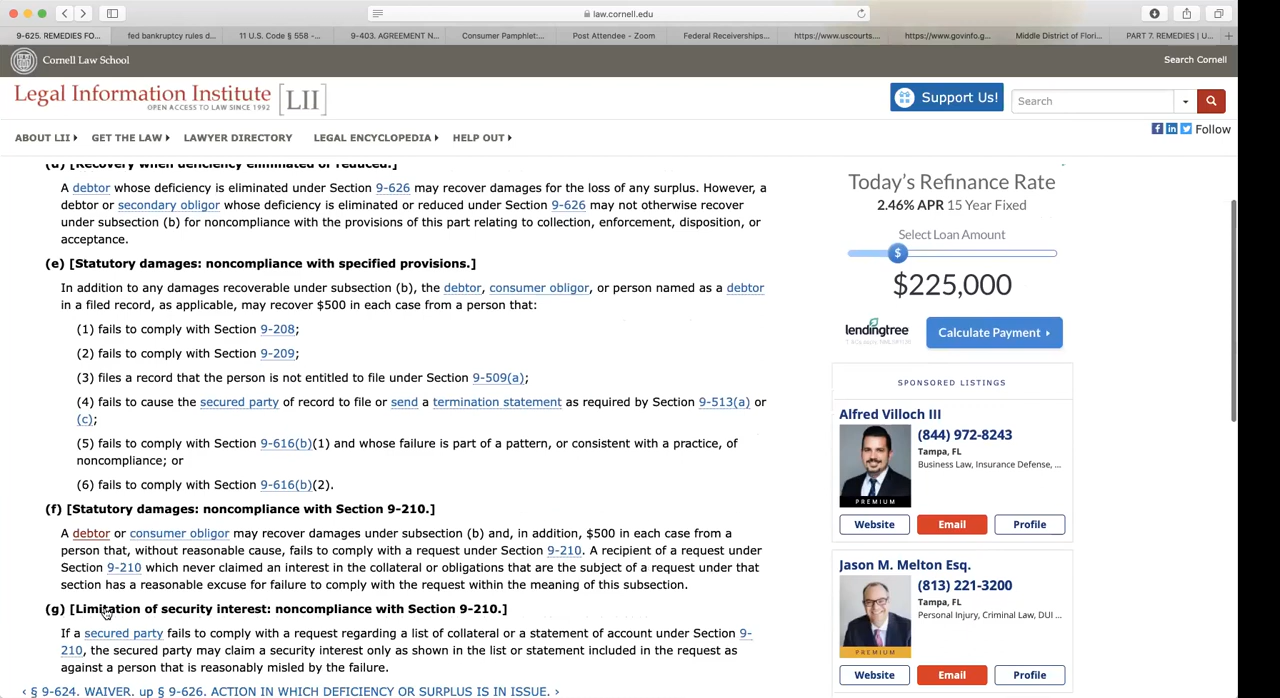 law.cornell.edu
9-625. REMEDIES FO...
fed bankruptcy rules d...
11 U.S. Code § 558 -...
9-403. AGREEMENT N...
Consumer Pamphlet:...
Post Attendee - Zoom
Federal Receiverships...
https://www.uscourts....
https://www.govinfo.g...
Middle District of Flori...
PART 7. REMEDIES | U...
Cornell Law School
Search Cornell
Legal Information Institute [LII]
OPEN ACCESS TO LAW SINCE 1992
Support Us!
Search
ABOUT LII
GET THE LAW
LAWYER DIRECTORY
LEGAL ENCYCLOPEDIA
HELP OUT
Follow
(d) [Recovery when deficiency eliminated or reduced.]
A debtor whose deficiency is eliminated under Section 9-626 may recover damages for the loss of any surplus. However, a
debtor or secondary obligor whose deficiency is eliminated or reduced under Section 9-626 may not otherwise recover
under subsection (b) for noncompliance with the provisions of this part relating to collection, enforcement, disposition, or
acceptance.
(e) [Statutory damages: noncompliance with specified provisions.]
In addition to any damages recoverable under subsection (b), the debtor, consumer obligor, or person named as a debtor
in a filed record, as applicable, may recover $500 in each case from a person that:
(1) fails to comply with Section 9-208;
(2) fails to comply with Section 9-209;
(3) files a record that the person is not entitled to file under Section 9-509(a);
(4) fails to cause the secured party of record to file or send a termination statement as required by Section 9-513(a) or
(c);
(5) fails to comply with Section 9-616(b)(1) and whose failure is part of a pattern, or consistent with a practice, of
noncompliance; or
(6) fails to comply with Section 9-616(b)(2).
(f) [Statutory damages: noncompliance with Section 9-210.]
A debtor or consumer obligor may recover damages under subsection (b) and, in addition, $500 in each case from a
person that, without reasonable cause, fails to comply with a request under Section 9-210. A recipient of a request under
Section 9-210 which never claimed an interest in the collateral or obligations that are the subject of a request under that
section has a reasonable excuse for failure to comply with the request within the meaning of this subsection.
(g) [Limitation of security interest: noncompliance with Section 9-210.]
If a secured party fails to comply with a request regarding a list of collateral or a statement of account under Section 9-
210, the secured party may claim a security interest only as shown in the list or statement included in the request as
against a person that is reasonably misled by the failure.
‹ § 9-624. WAIVER. up § 9-626. ACTION IN WHICH DEFICIENCY OR SURPLUS IS IN ISSUE. ›
Today's Refinance Rate
2.46% APR 15 Year Fixed
Select Loan Amount
$
$225,000
lendingtree
Calculate Payment
SPONSORED LISTINGS
Alfred Villoch III
(844) 972-8243
Tampa, FL
Business Law, Insurance Defense, ...
PREMIUM
Website
Email
Profile
Jason M. Melton Esq.
(813) 221-3200
Tampa, FL
Personal Injury, Criminal Law, DUI ...
PREMIUM
Website
Email
Profile